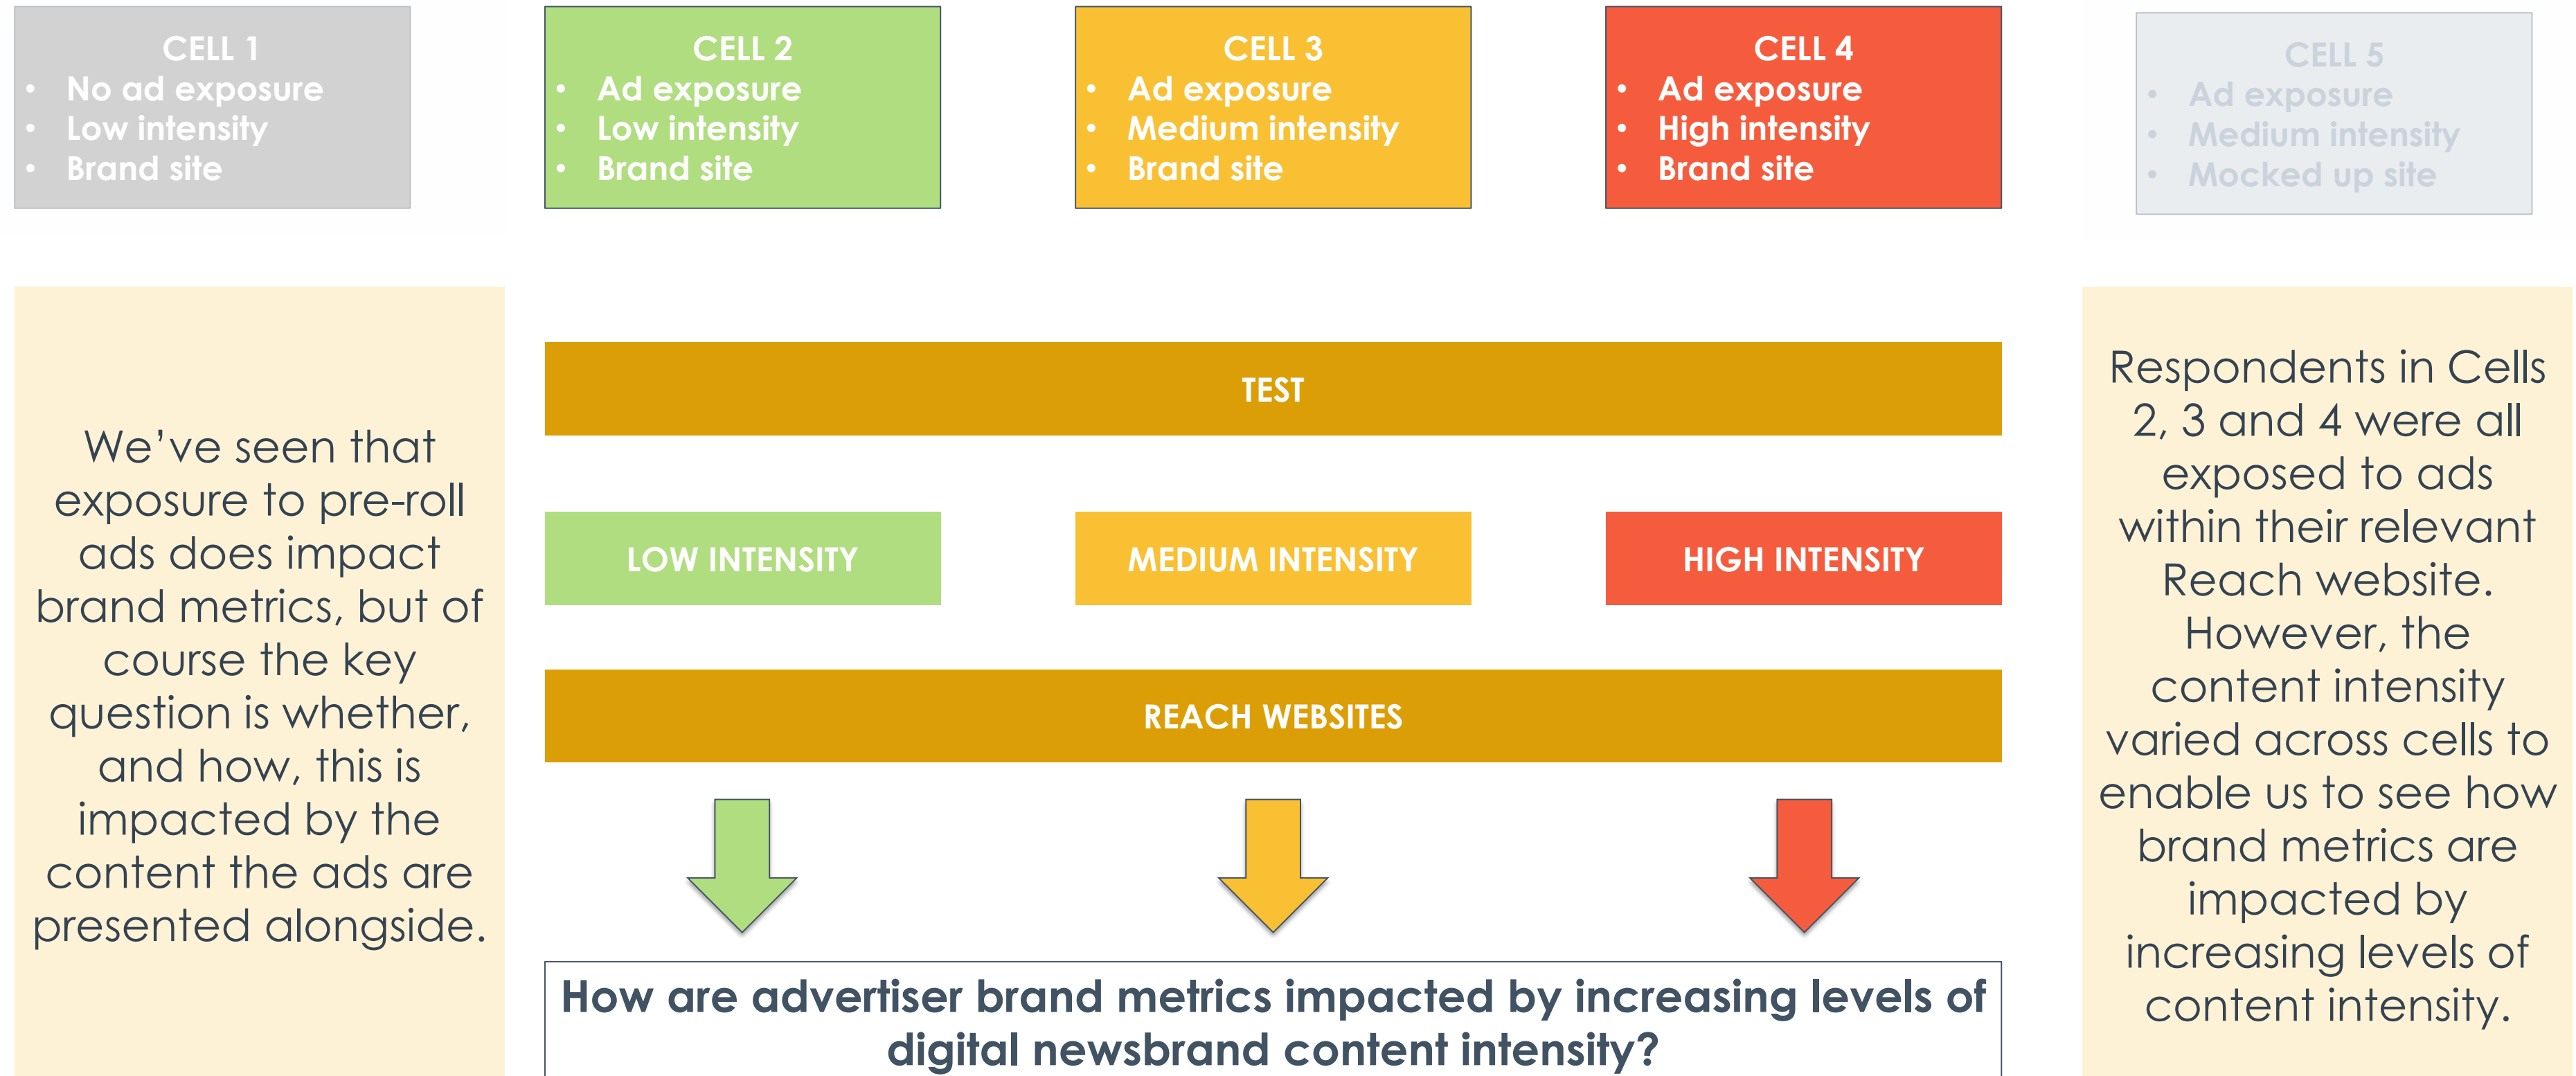 CELL 1
• No ad exposure
• Low intensity
• Brand site
CELL 2
• Ad exposure
• Low intensity
• Brand site
CELL 3
• Ad exposure
• Medium intensity
• Brand site
CELL 4
• Ad exposure
• High intensity
• Brand site
CELL 5
• Ad exposure
• Medium intensity
• Mocked up site
We’ve seen that
exposure to pre-roll
ads does impact
brand metrics, but of
course the key
question is whether,
and how, this is
impacted by the
content the ads are
presented alongside.
TEST
LOW INTENSITY
MEDIUM INTENSITY
HIGH INTENSITY
REACH WEBSITES
How are advertiser brand metrics impacted by increasing levels of
digital newsbrand content intensity?
Respondents in Cells
2, 3 and 4 were all
exposed to ads
within their relevant
Reach website.
However, the
content intensity
varied across cells to
enable us to see how
brand metrics are
impacted by
increasing levels of
content intensity.